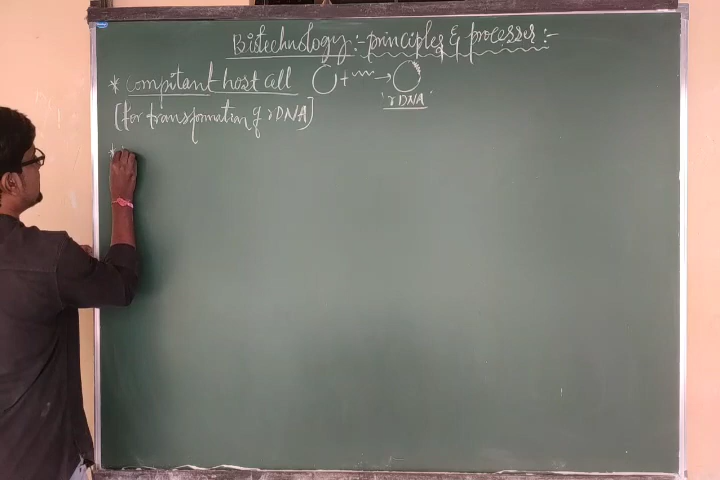 Biotechnology :- principles & processes :-
* Compitant host cell + → 'rDNA'
[For transformation of rDNA]
*